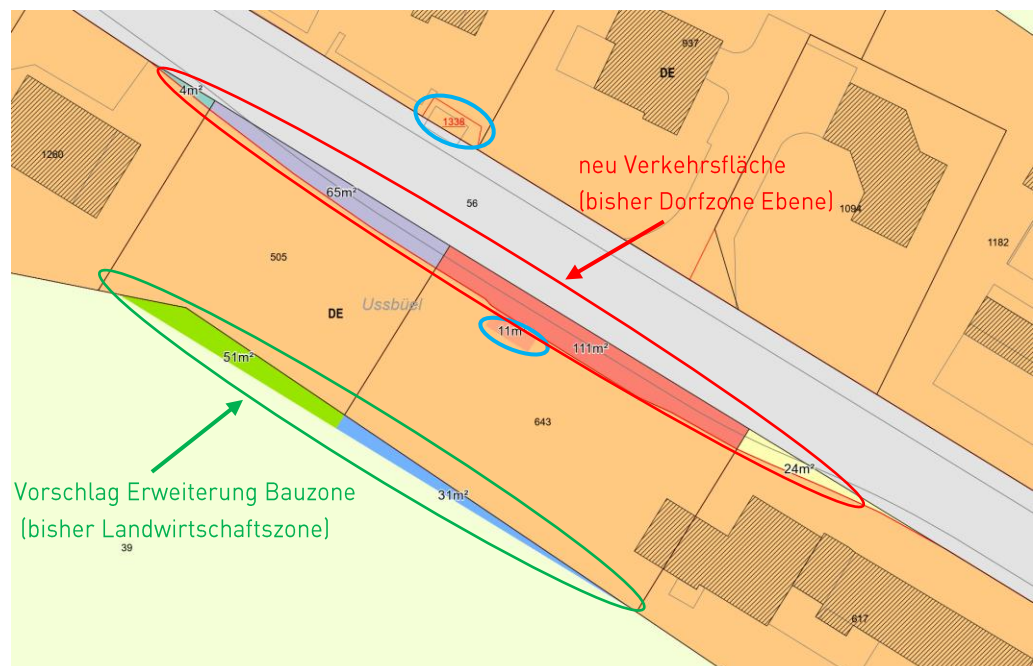 937
DE
4m²
1338
1260
neu Verkehrsfläche
(bisher Dorfzone Ebene)
65m²
56
1094
1182
505
Ussbüel
DE
11m
111m²
51m²
643
24m²
Vorschlag Erweiterung Bauzone
(bisher Landwirtschaftszone)
31m²
39
617